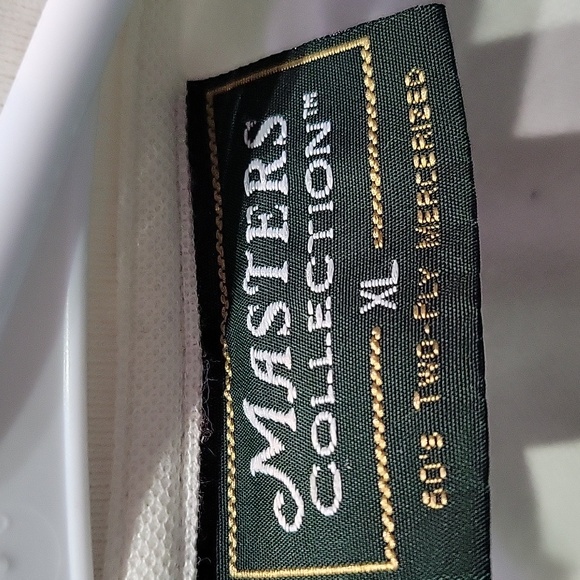 MASTERS
COLLECTION™
XL
60's TWO-PLY MERCERIZED